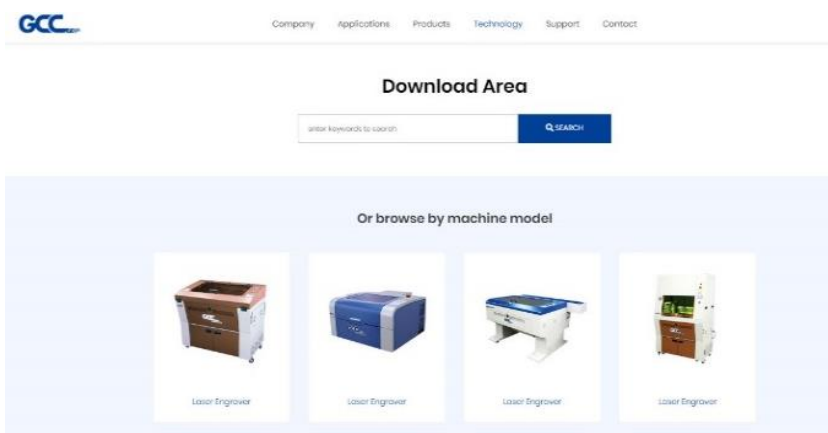 GCC
Company Applications Products Technology Support Contact
Download Area
enter keywords to search
SEARCH
Or browse by machine model
Laser Engraver Laser Engraver Laser Engraver Laser Engraver